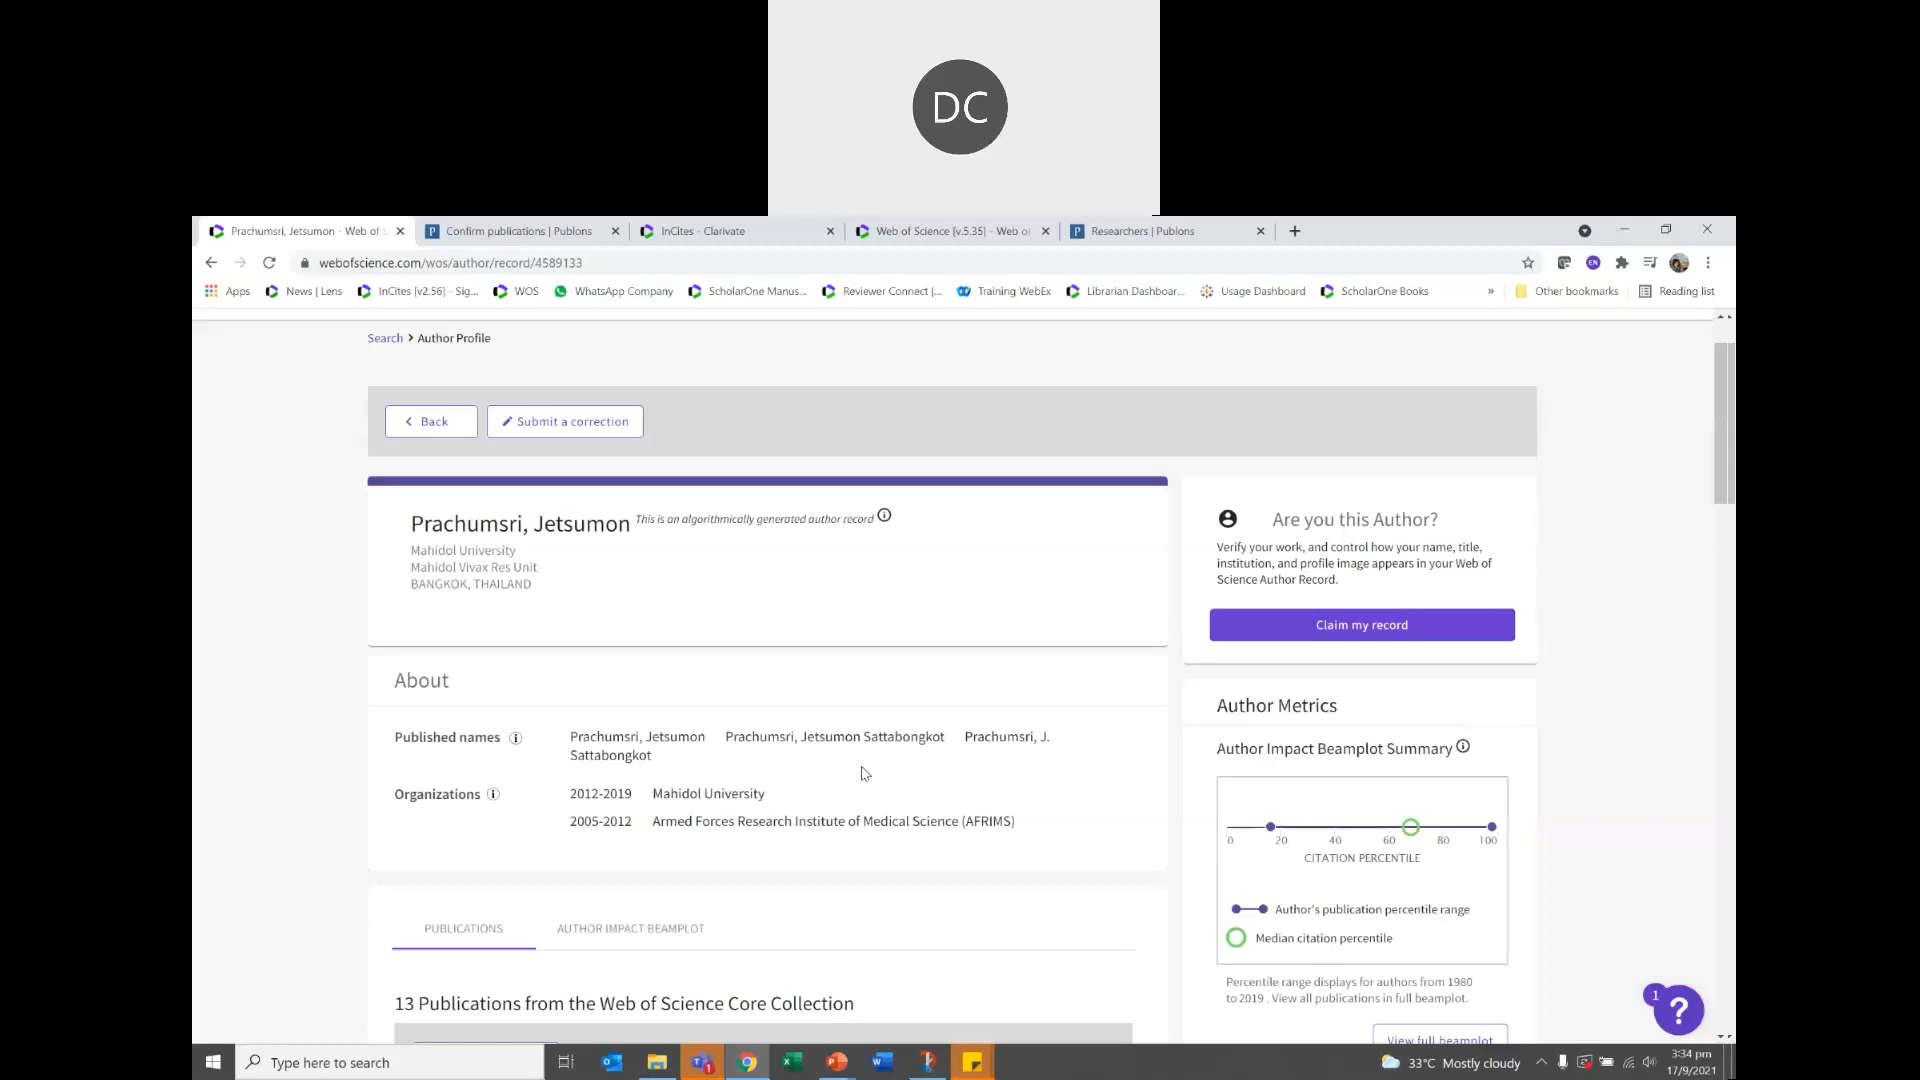 DC
Prachumsri, Jetsumon - Web of S
Confirm publications | Publons
InCites - Clarivate
Web of Science [v.5.35] - Web of
Researchers | Publons
webofscience.com/wos/author/record/4589133
EN
Apps
News | Lens
InCites [v2.56] - Sig...
WOS
WhatsApp Company
ScholarOne Manus...
Reviewer Connect |...
Training WebEx
Librarian Dashboar...
Usage Dashboard
ScholarOne Books
»
Other bookmarks
Reading list
Search > Author Profile
< Back
Submit a correction
Prachumsri, Jetsumon This is an algorithmically generated author record
Mahidol University
Mahidol Vivax Res Unit
BANGKOK, THAILAND
Are you this Author?
Verify your work, and control how your name, title,
institution, and profile image appears in your Web of
Science Author Record.
Claim my record
About
Published names
Prachumsri, Jetsumon Prachumsri, Jetsumon Sattabongkot Prachumsri, J.
Sattabongkot
Organizations
2012-2019 Mahidol University
2005-2012 Armed Forces Research Institute of Medical Science (AFRIMS)
Author Metrics
Author Impact Beamplot Summary
0 20 40 60 80 100
CITATION PERCENTILE
Author's publication percentile range
Median citation percentile
Percentile range displays for authors from 1980
to 2019 . View all publications in full beamplot.
View full beamplot
PUBLICATIONS
AUTHOR IMPACT BEAMPLOT
13 Publications from the Web of Science Core Collection
1
?
Type here to search
1
33°C Mostly cloudy
3:34 pm
17/9/2021